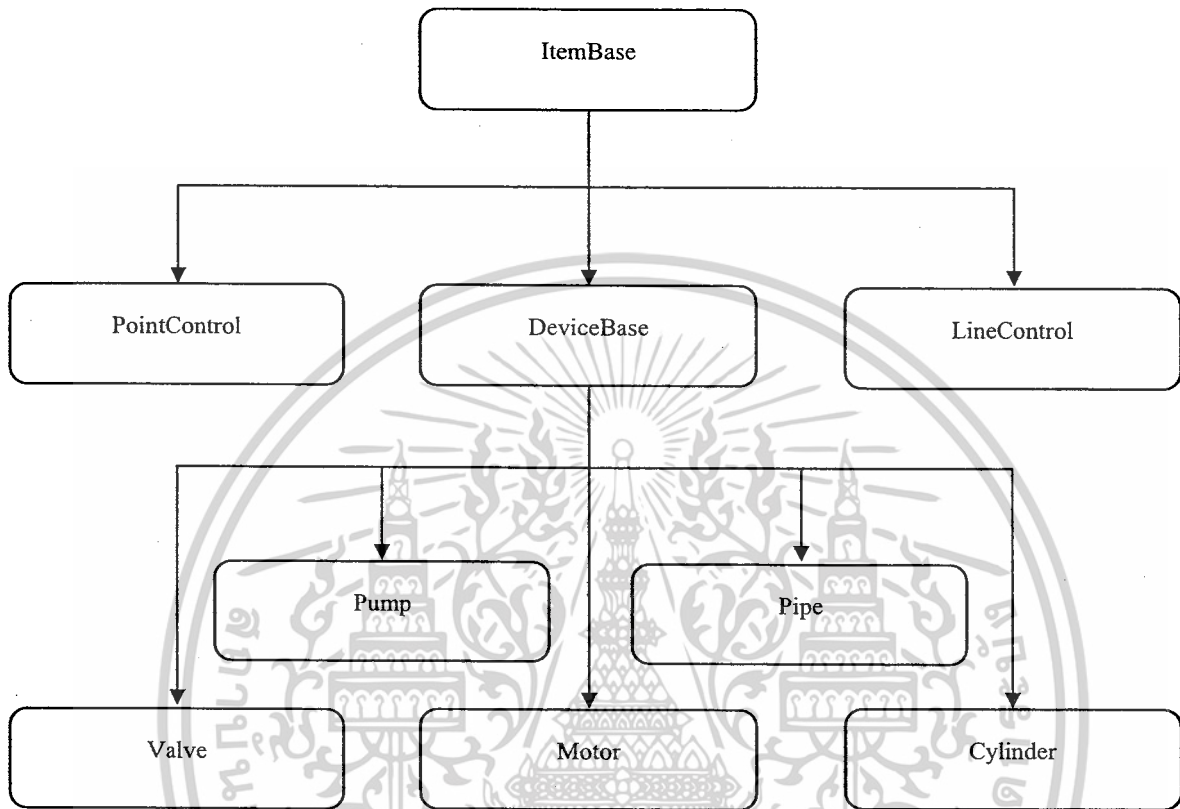 ItemBase
PointControl
DeviceBase
LineControl
Pump
Pipe
Valve
Motor
Cylinder